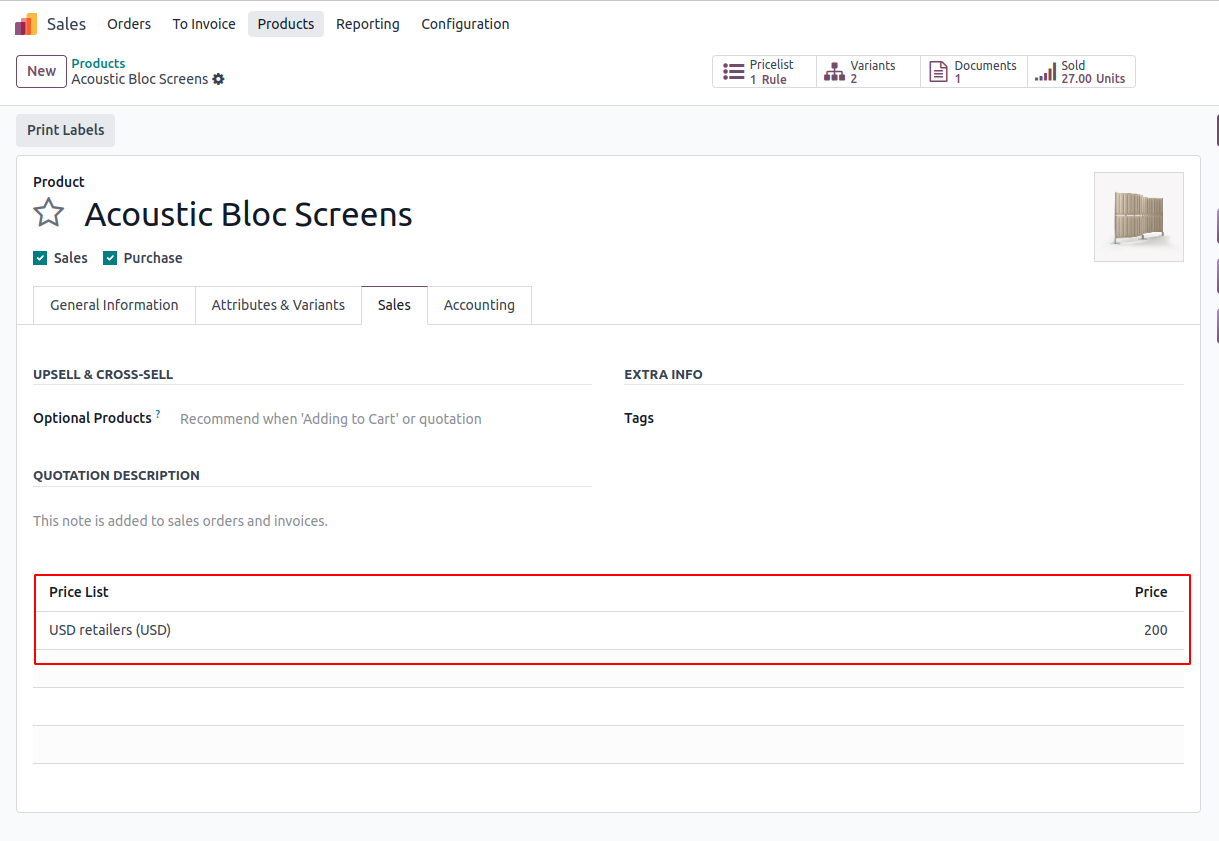 Sales Orders To Invoice Products Reporting Configuration
New
Products
Acoustic Bloc Screens
Pricelist
1 Rule
Variants
2
Documents
1
Sold
27.00 Units
Print Labels
Product
Acoustic Bloc Screens
Sales Purchase
General Information Attributes & Variants Sales Accounting
UPSELL & CROSS-SELL
Optional Products ? Recommend when 'Adding to Cart' or quotation
EXTRA INFO
Tags
QUOTATION DESCRIPTION
This note is added to sales orders and invoices.
Price List Price
USD retailers (USD) 200